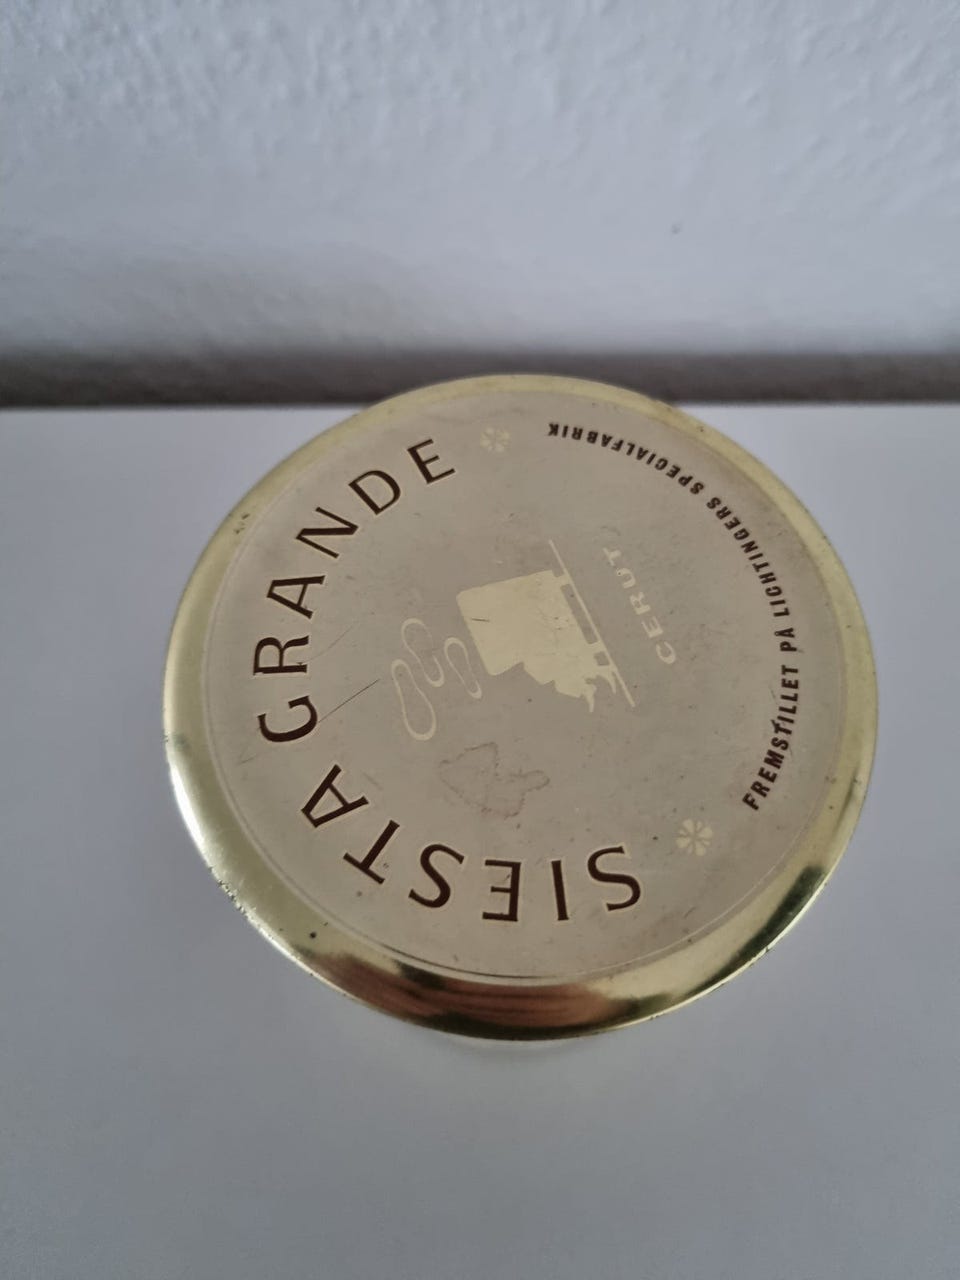 SIESTA GRANDE
CERUT
FREMSTILLET PÅ LICHTINGERS SPECIALFABRIK